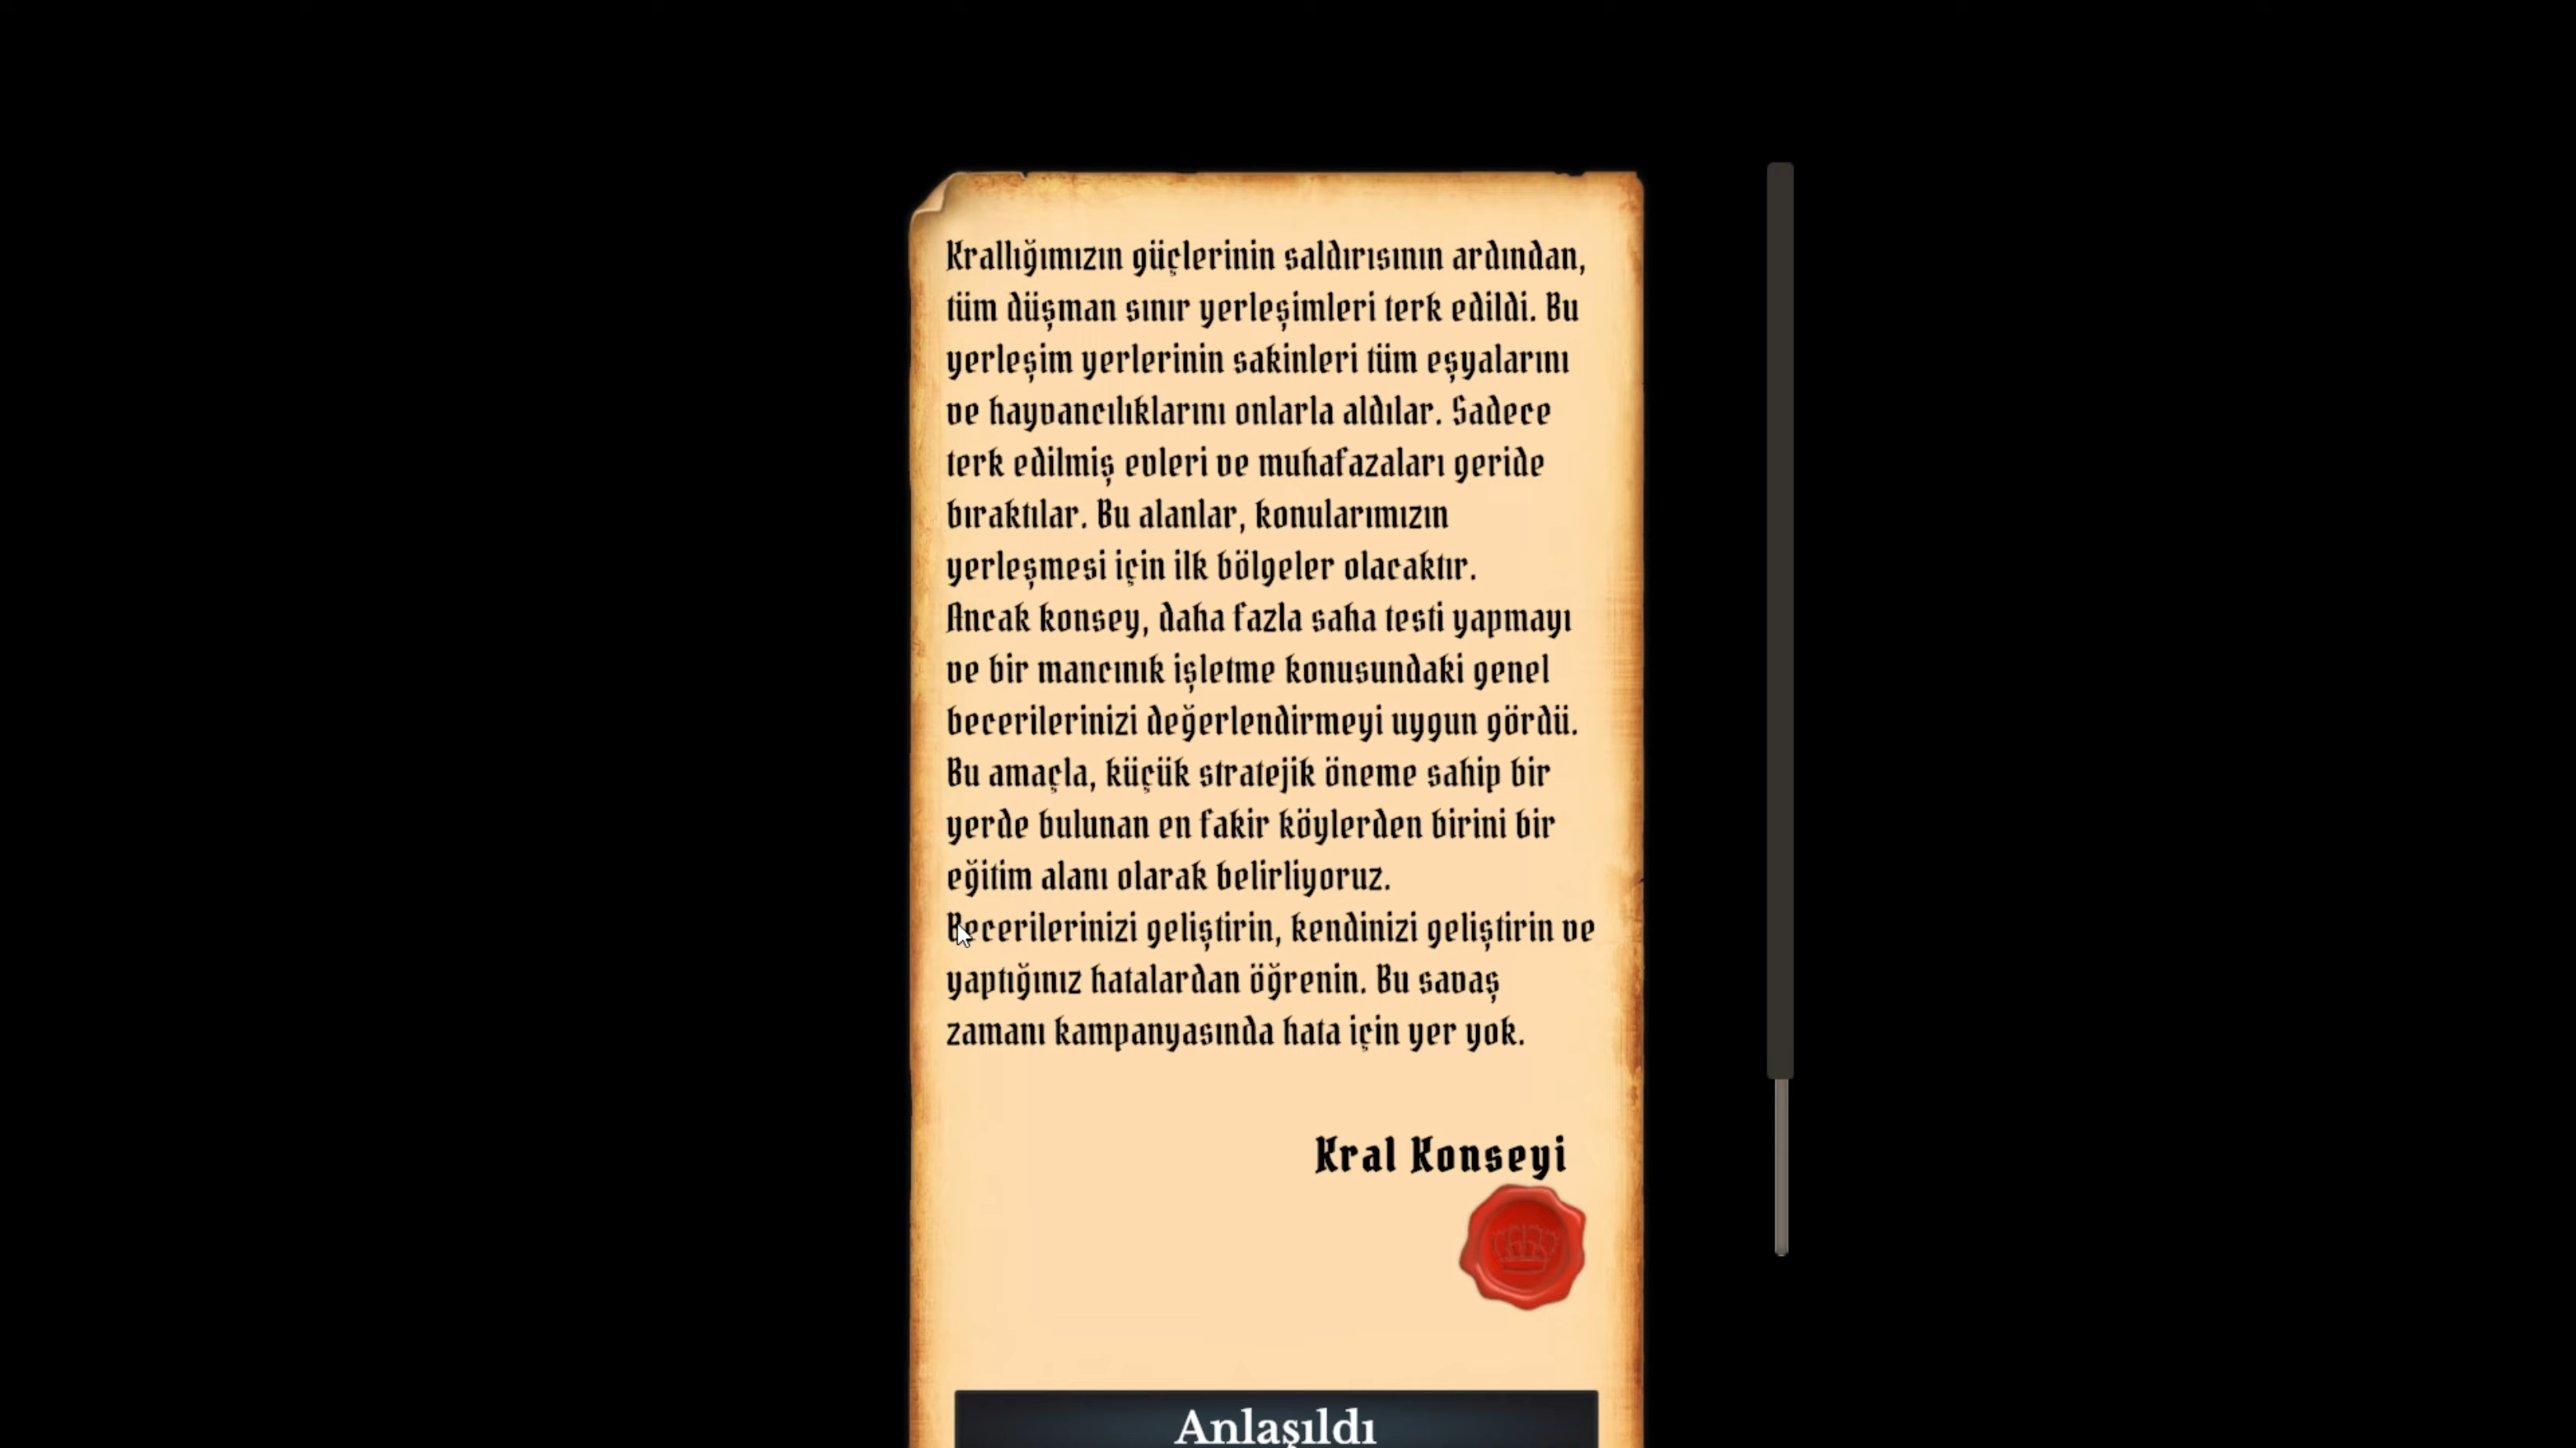 Krallığımızın güçlerinin saldırısının ardından,
tüm düşman sınır yerleşimleri terk edildi. Bu
yerleşim yerlerinin sakinleri tüm eşyalarını
ve hayvancılıklarını onlarla aldılar. Sadece
terk edilmiş evleri ve muhafazaları geride
bıraktılar. Bu alanlar, konularımızın
yerleşmesi için ilk bölgeler olacaktır.
Ancak konsey, daha fazla saha testi yapmayı
ve bir mancınık işletme konusundaki genel
becerilerinizi değerlendirmeyi uygun gördü.
Bu amaçla, küçük stratejik öneme sahip bir
yerde bulunan en fakir köylerden birini bir
eğitim alanı olarak belirliyoruz.
Becerilerinizi geliştirin, kendinizi geliştirin ve
yaptığınız hatalardan öğrenin. Bu savaş
zamanı kampanyasında hata için yer yok.
Kral Konseyi
Anlaşıldı